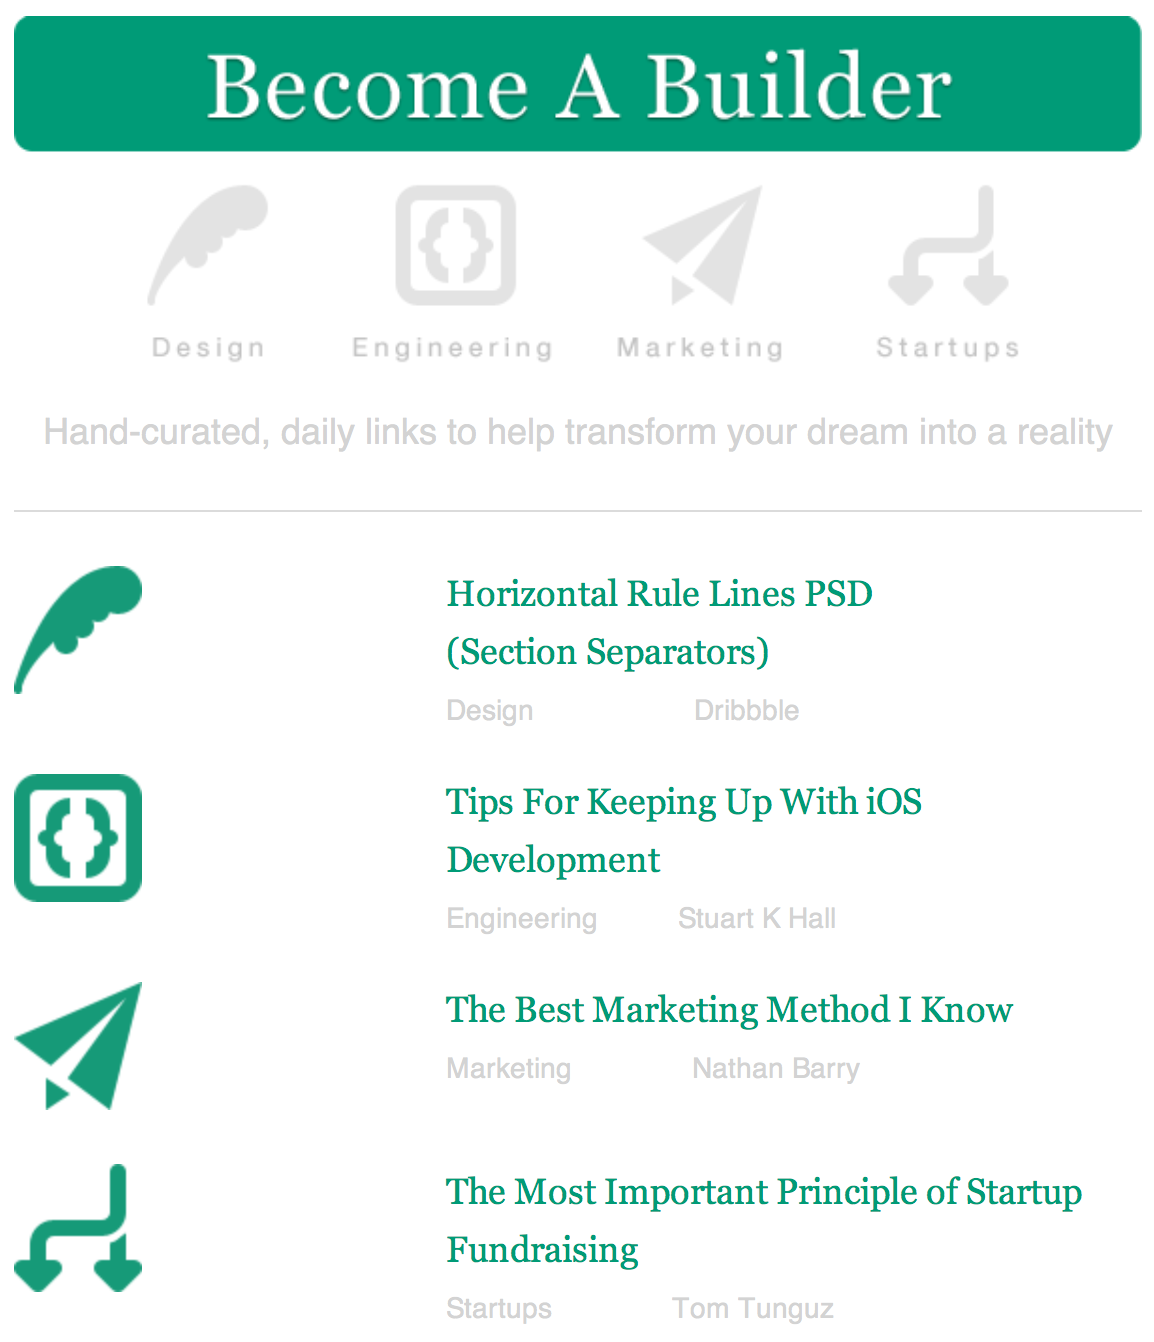 Become A Builder
Design Engineering Marketing Startups
Hand-curated, daily links to help transform your dream into a reality
Horizontal Rule Lines PSD
(Section Separators)
Design Dribbble
Tips For Keeping Up With iOS
Development
Engineering Stuart K Hall
The Best Marketing Method I Know
Marketing Nathan Barry
The Most Important Principle of Startup
Fundraising
Startups Tom Tunguz